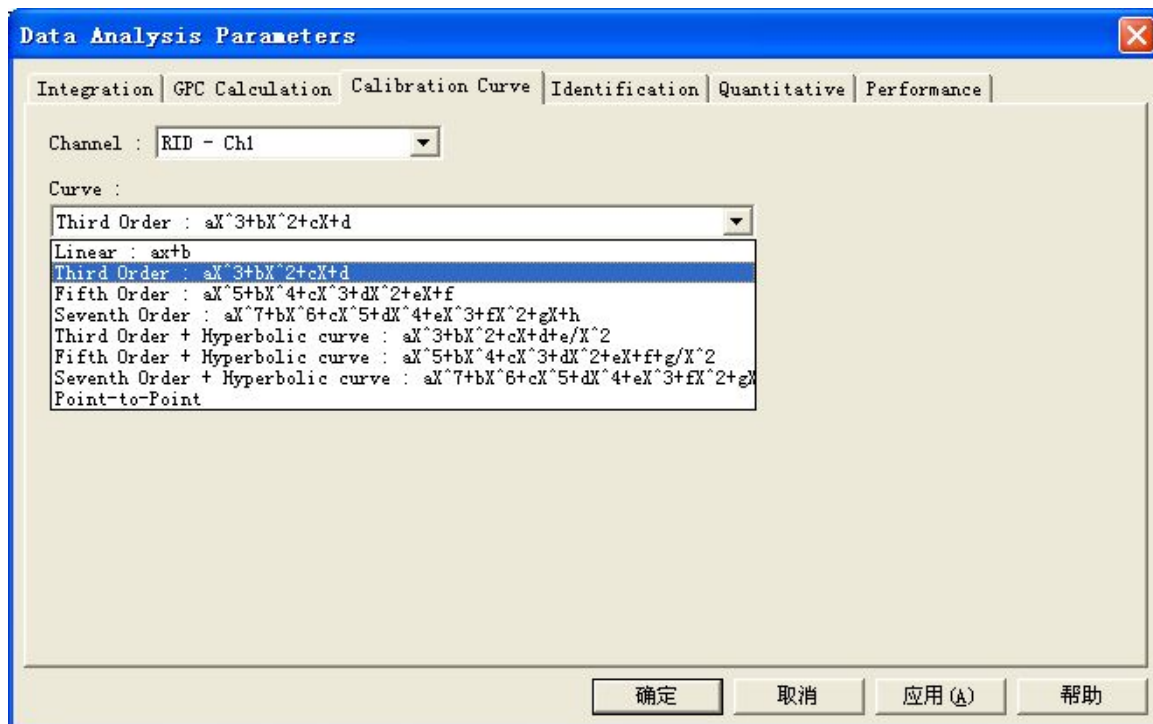 Data Analysis Parameters
Integration GPC Calculation Calibration Curve Identification Quantitative Performance
Channel : RID - Ch1
Curve :
Third Order : aX^3+bX^2+cX+d
Linear : ax+b
Third Order : aX^3+bX^2+cX+d
Fifth Order : aX^5+bX^4+cX^3+dX^2+eX+f
Seventh Order : aX^7+bX^6+cX^5+dX^4+eX^3+fX^2+gX+h
Third Order + Hyperbolic curve : aX^3+bX^2+cX+d+e/X^2
Fifth Order + Hyperbolic curve : aX^5+bX^4+cX^3+dX^2+eX+f+g/X^2
Seventh Order + Hyperbolic curve : aX^7+bX^6+cX^5+dX^4+eX^3+fX^2+gX
Point-to-Point
确定 取消 应用(A) 帮助